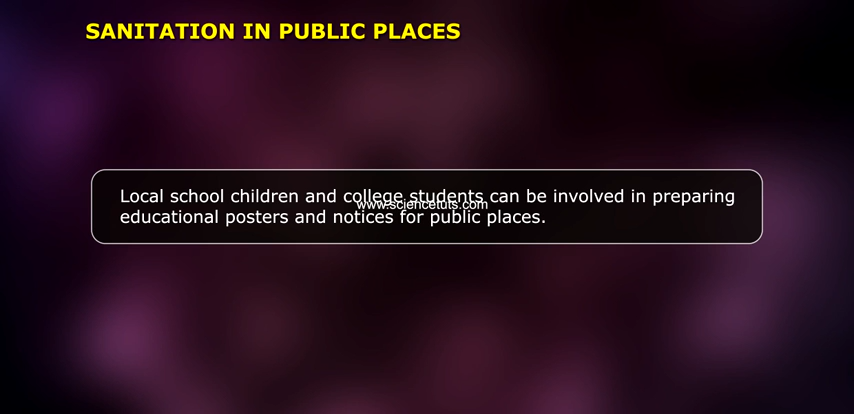 SANITATION IN PUBLIC PLACES
Local school children and college students can be involved in preparing
www.sciencetuts.com
educational posters and notices for public places.